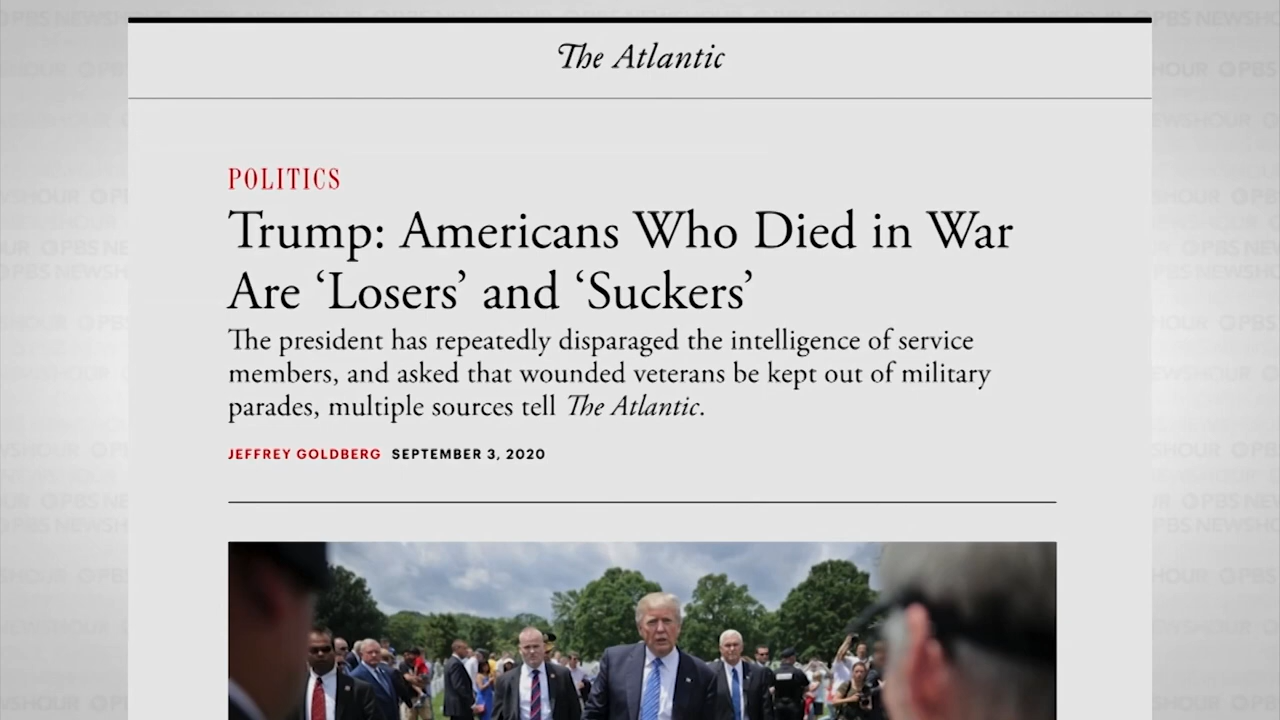 The Atlantic
POLITICS
Trump: Americans Who Died in War
Are ‘Losers’ and ‘Suckers’
The president has repeatedly disparaged the intelligence of service
members, and asked that wounded veterans be kept out of military
parades, multiple sources tell The Atlantic.
JEFFREY GOLDBERG SEPTEMBER 3, 2020